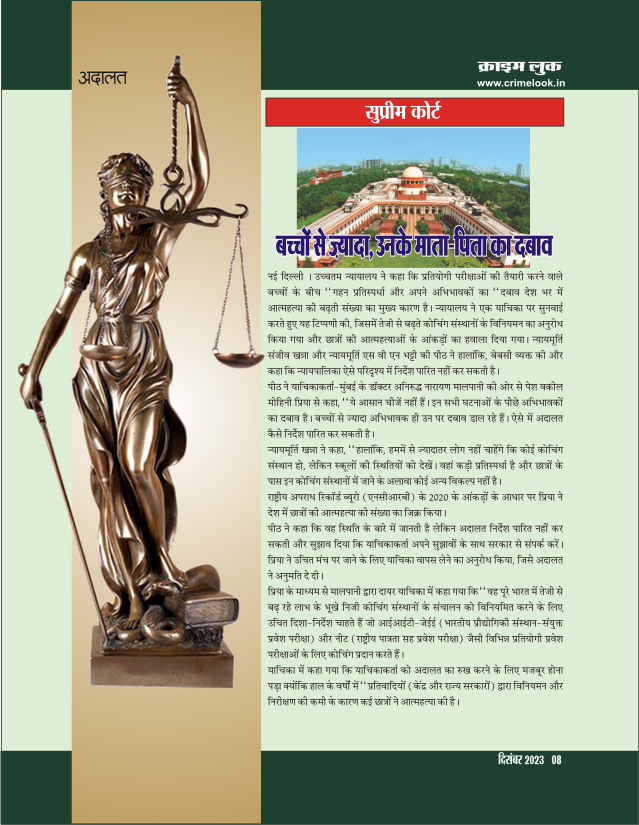 अदालत
क्राइम लुक
www.crimelook.in
सुप्रीम कोर्ट
बच्चों से ज़्यादा, उनके माता-पिता का दबाव
नई दिल्ली । उच्चतम न्यायालय ने कहा कि प्रतियोगी परीक्षाओं की तैयारी करने वाले
बच्चों के बीच ‘‘गहन प्रतिस्पर्धा और अपने अभिभावकों का ‘‘दबाव देश भर में
आत्महत्या की बढ़ती संख्या का मुख्य कारण है। न्यायालय ने एक याचिका पर सुनवाई
करते हुए यह टिप्पणी की, जिसमें तेजी से बढ़ते कोचिंग संस्थानों के विनियमन का अनुरोध
किया गया और छात्रों की आत्महत्याओं के आंकड़ों का हवाला दिया गया। न्यायमूर्ति
संजीव खन्ना और न्यायमूर्ति एस वी एन भट्टी की पीठ ने हालांकि, बेबसी व्यक्त की और
कहा कि न्यायपालिका ऐसे परिदृश्य में निर्देश पारित नहीं कर सकती है।
पीठ ने याचिकाकर्ता-मुंबई के डॉक्टर अनिरुद्ध नारायण मालपानी की ओर से पेश वकील
मोहिनी प्रिया से कहा, ‘‘ये आसान चीजें नहीं हैं। इन सभी घटनाओं के पीछे अभिभावकों
का दबाव है। बच्चों से ज्यादा अभिभावक ही उन पर दबाव डाल रहे हैं। ऐसे में अदालत
कैसे निर्देश पारित कर सकती है।
न्यायमूर्ति खन्ना ने कहा, ‘‘हालांकि, हममें से ज्यादातर लोग नहीं चाहेंगे कि कोई कोचिंग
संस्थान हो, लेकिन स्कूलों की स्थितियों को देखें। वहां कड़ी प्रतिस्पर्धा है और छात्रों के
पास इन कोचिंग संस्थानों में जाने के अलावा कोई अन्य विकल्प नहीं है।
राष्ट्रीय अपराध रिकॉर्ड ब्यूरो (एनसीआरबी) के 2020 के आंकड़ों के आधार पर प्रिया ने
देश में छात्रों की आत्महत्या की संख्या का जिक्र किया।
पीठ ने कहा कि वह स्थिति के बारे में जानती है लेकिन अदालत निर्देश पारित नहीं कर
सकती और सुझाव दिया कि याचिकाकर्ता अपने सुझावों के साथ सरकार से संपर्क करें।
प्रिया ने उचित मंच पर जाने के लिए याचिका वापस लेने का अनुरोध किया, जिसे अदालत
ने अनुमति दे दी।
प्रिया के माध्यम से मालपानी द्वारा दायर याचिका में कहा गया कि ‘‘वह पूरे भारत में तेजी से
बढ़ रहे लाभ के भूखे निजी कोचिंग संस्थानों के संचालन को विनियमित करने के लिए
उचित दिशा-निर्देश चाहते हैं जो आईआईटी-जेईई (भारतीय प्रौद्योगिकी संस्थान-संयुक्त
प्रवेश परीक्षा) और नीट (राष्ट्रीय पात्रता सह प्रवेश परीक्षा) जैसी विभिन्न प्रतियोगी प्रवेश
परीक्षाओं के लिए कोचिंग प्रदान करते हैं।
याचिका में कहा गया कि याचिकाकर्ता को अदालत का रुख करने के लिए मजबूर होना
पड़ा क्योंकि हाल के वर्षों में ‘‘प्रतिवादियों (केंद्र और राज्य सरकारों) द्वारा विनियमन और
निरीक्षण की कमी के कारण कई छात्रों ने आत्महत्या की है।
दिसंबर 2023 08